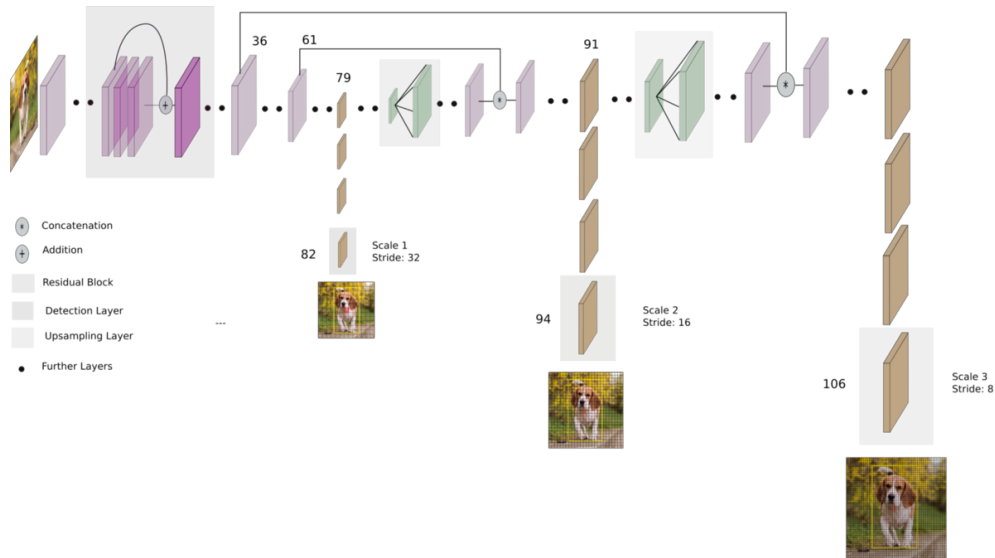 36
61
79
91
*
+
*
*
Concatenation
+
Addition
Residual Block
Detection Layer
Upsampling Layer
Further Layers
---
82
Scale 1
Stride: 32
94
Scale 2
Stride: 16
106
Scale 3
Stride: 8